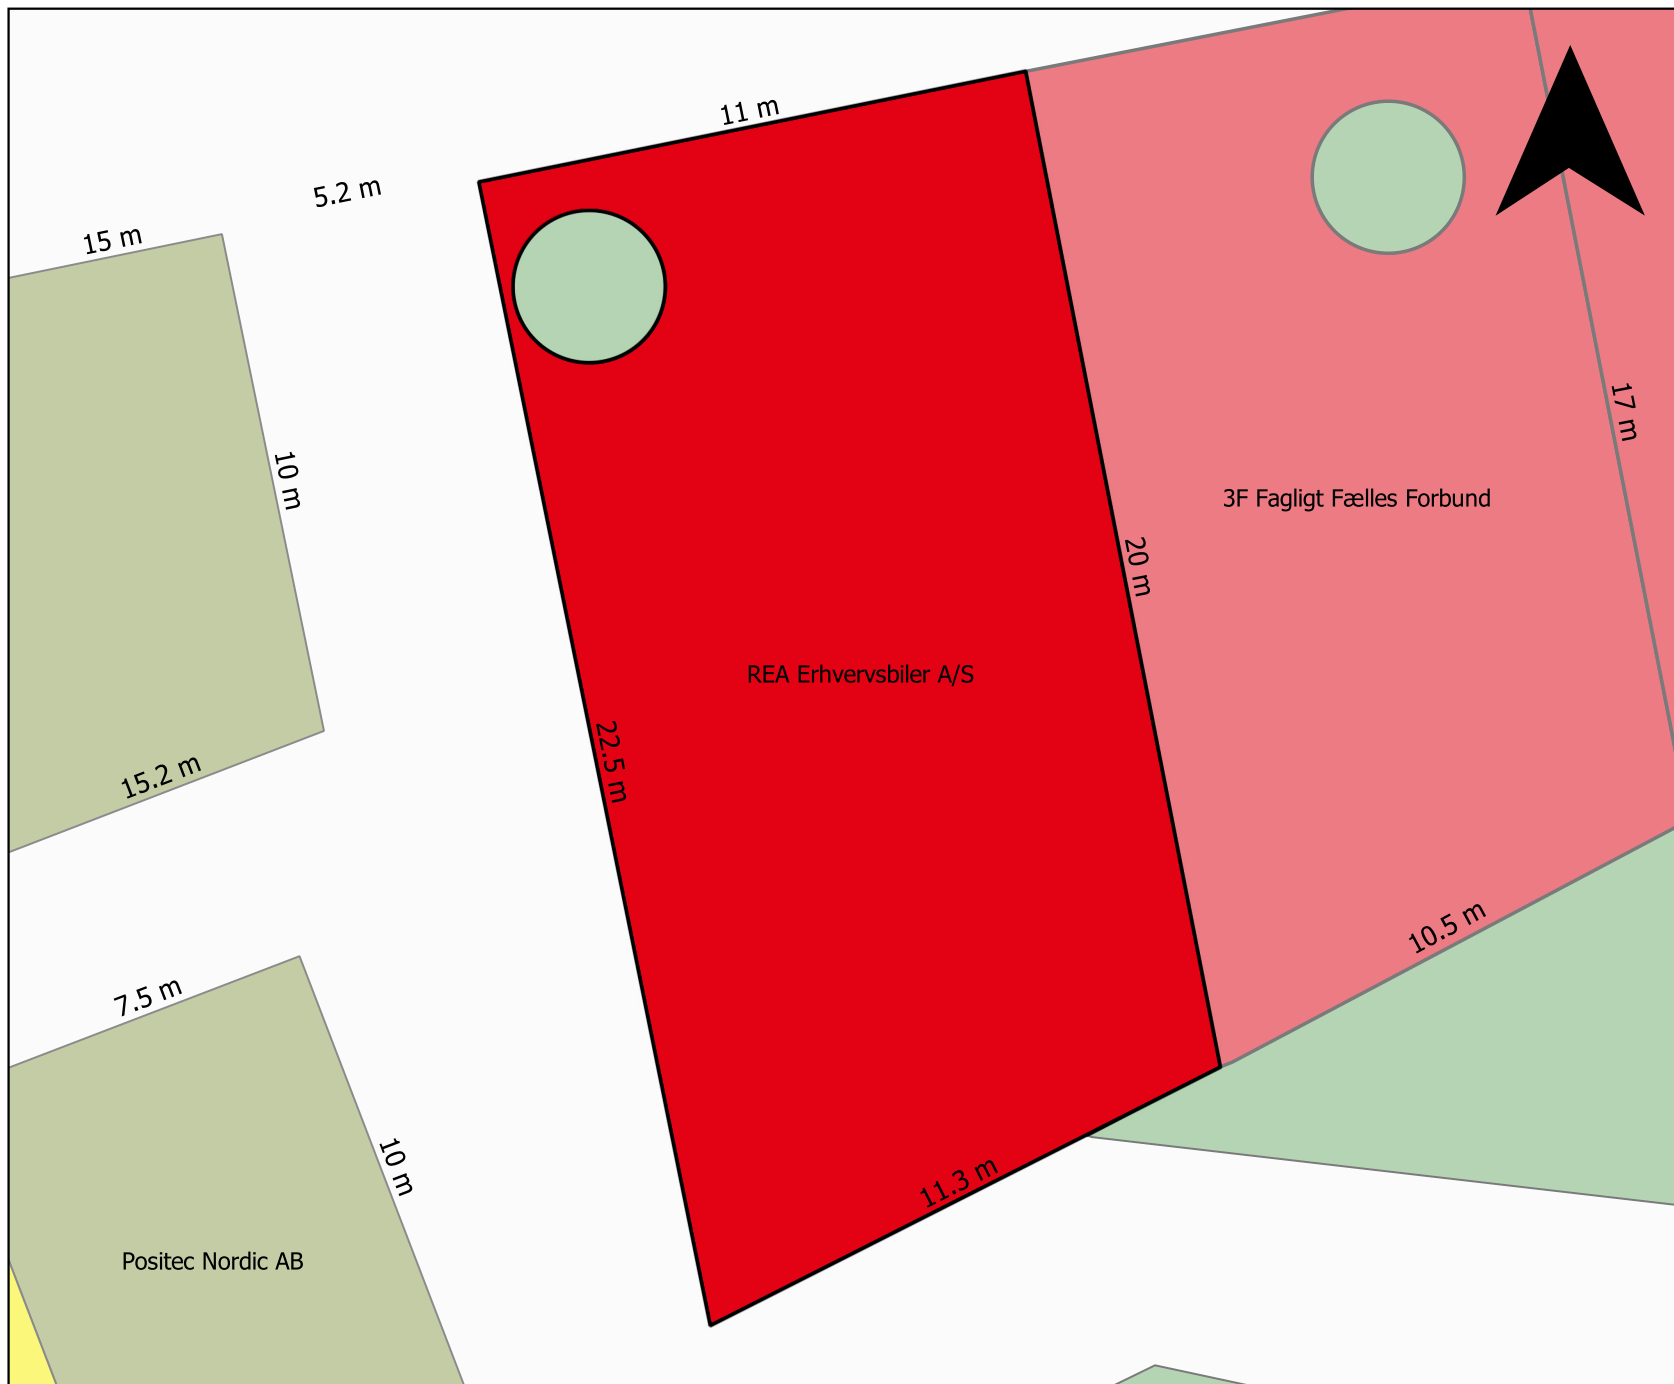 11 m
5.2 m
15 m
10 m
17 m
3F Fagligt Fælles Forbund
20 m
REA Erhvervsbiler A/S
22.5 m
15.2 m
10.5 m
7.5 m
10 m
11.3 m
Positec Nordic AB